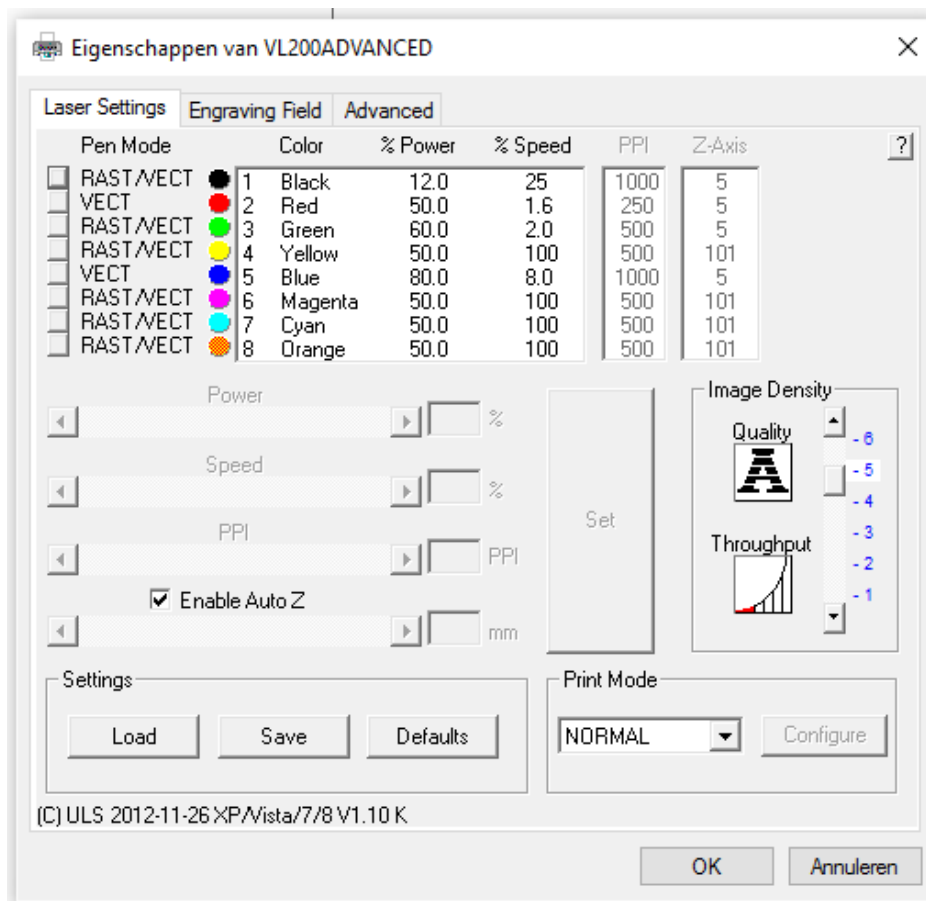 Eigenschappen van VL200ADVANCED
Laser Settings Engraving Field Advanced
Pen Mode Color % Power % Speed PPI Z-Axis ?
RAST/VECT 1 Black 12.0 25 1000 5
VECT 2 Red 50.0 1.6 250 5
RAST/VECT 3 Green 60.0 2.0 500 5
RAST/VECT 4 Yellow 50.0 100 500 101
VECT 5 Blue 80.0 8.0 1000 5
RAST/VECT 6 Magenta 50.0 100 500 101
RAST/VECT 7 Cyan 50.0 100 500 101
RAST/VECT 8 Orange 50.0 100 500 101
Power
%
Speed
%
PPI
PPI
Enable Auto Z
mm
Set
Image Density
Quality
A
Throughput
- 6
- 5
- 4
- 3
- 2
- 1
Settings
Load Save Defaults
Print Mode
NORMAL Configure
(C) ULS 2012-11-26 XP/Vista/7/8 V1.10 K
OK Annuleren